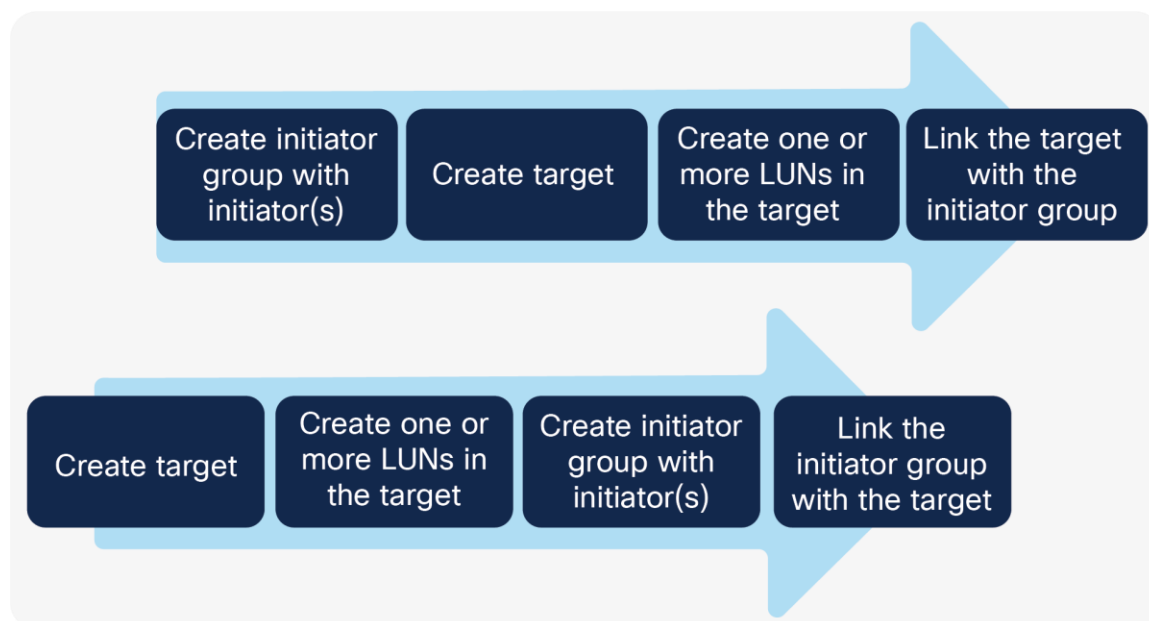 Create initiator
group with
initiator(s)
Create target
Create one or
more LUNs in
the target
Link the target
with the
initiator group
Create target
Create one or
more LUNs in
the target
Create initiator
group with
initiator(s)
Link the
initiator group
with the target